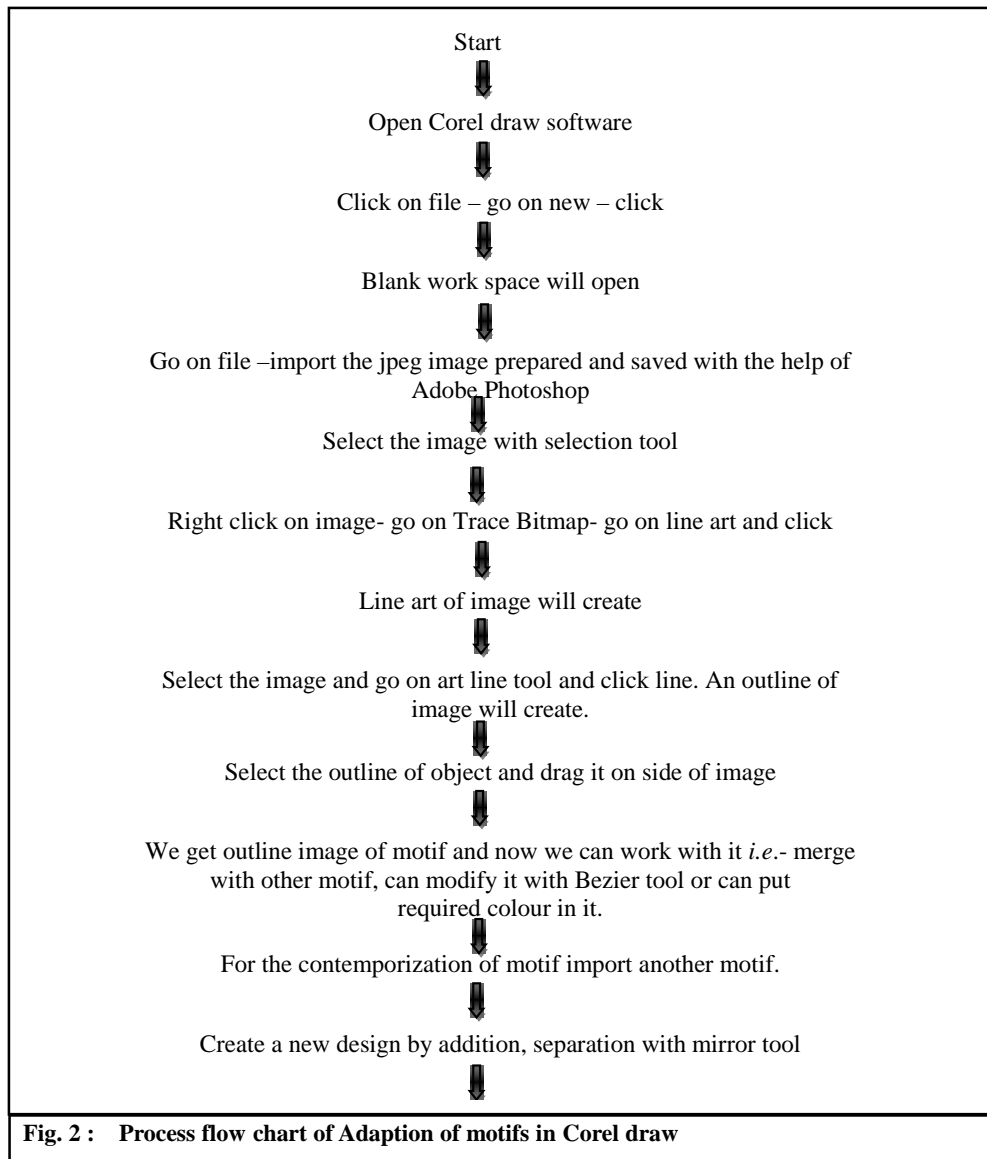 Start
Open Corel draw software
Click on file – go on new – click
Blank work space will open
Go on file –import the jpeg image prepared and saved with the help of
Adobe Photoshop
Select the image with selection tool
Right click on image- go on Trace Bitmap- go on line art and click
Line art of image will create
Select the image and go on art line tool and click line. An outline of
image will create.
Select the outline of object and drag it on side of image
We get outline image of motif and now we can work with it i.e.- merge
with other motif, can modify it with Bezier tool or can put
required colour in it.
For the contemporization of motif import another motif.
Create a new design by addition, separation with mirror tool
Fig. 2 : Process flow chart of Adaption of motifs in Corel draw